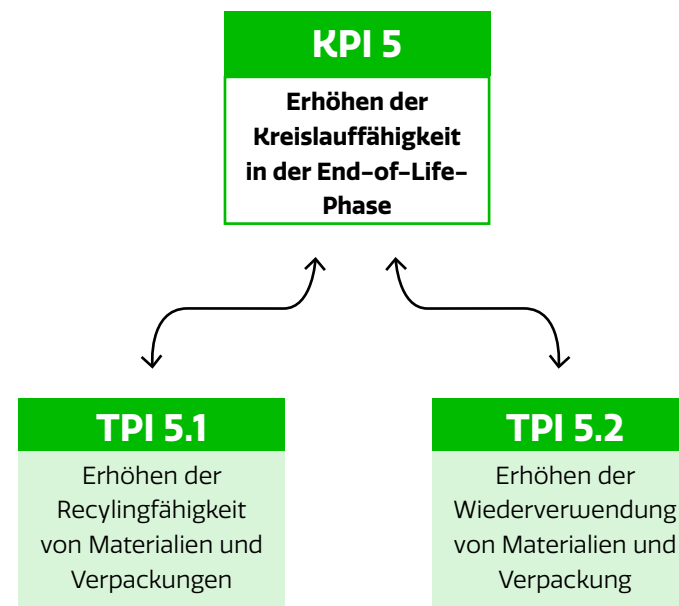 KPI 5
Erhöhen der
Kreislauffähigkeit
in der End-of-Life-
Phase
TPI 5.1
Erhöhen der
Recylingfähigkeit
von Materialien und
Verpackungen
TPI 5.2
Erhöhen der
Wiederverwendung
von Materialien und
Verpackung